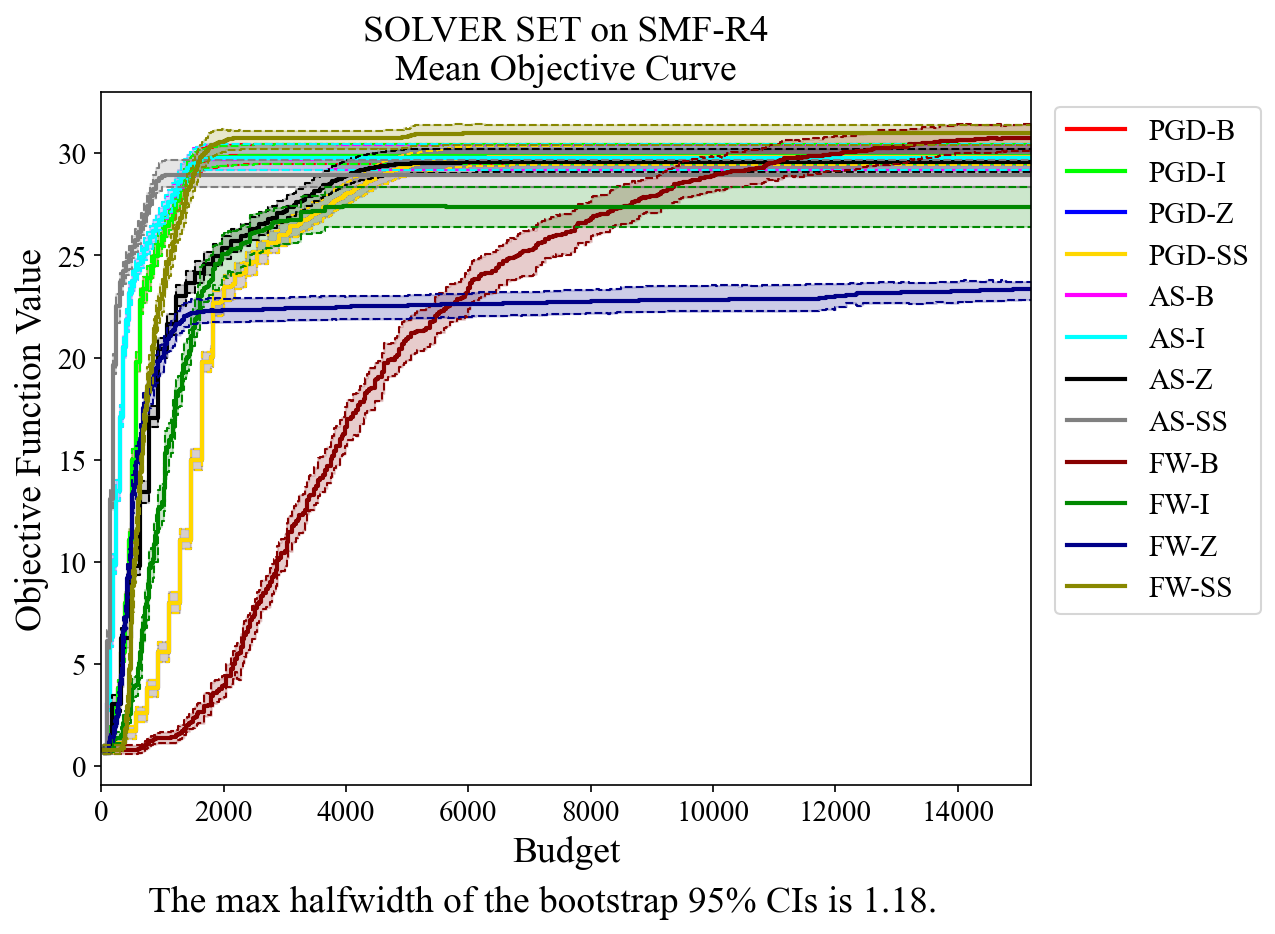 SOLVER SET on SMF-R4
Mean Objective Curve
Objective Function Value
30
25
20
15
10
5
0
0 2000 4000 6000 8000 10000 12000 14000
Budget
The max halfwidth of the bootstrap 95% CIs is 1.18.
PGD-B
PGD-I
PGD-Z
PGD-SS
AS-B
AS-I
AS-Z
AS-SS
FW-B
FW-I
FW-Z
FW-SS